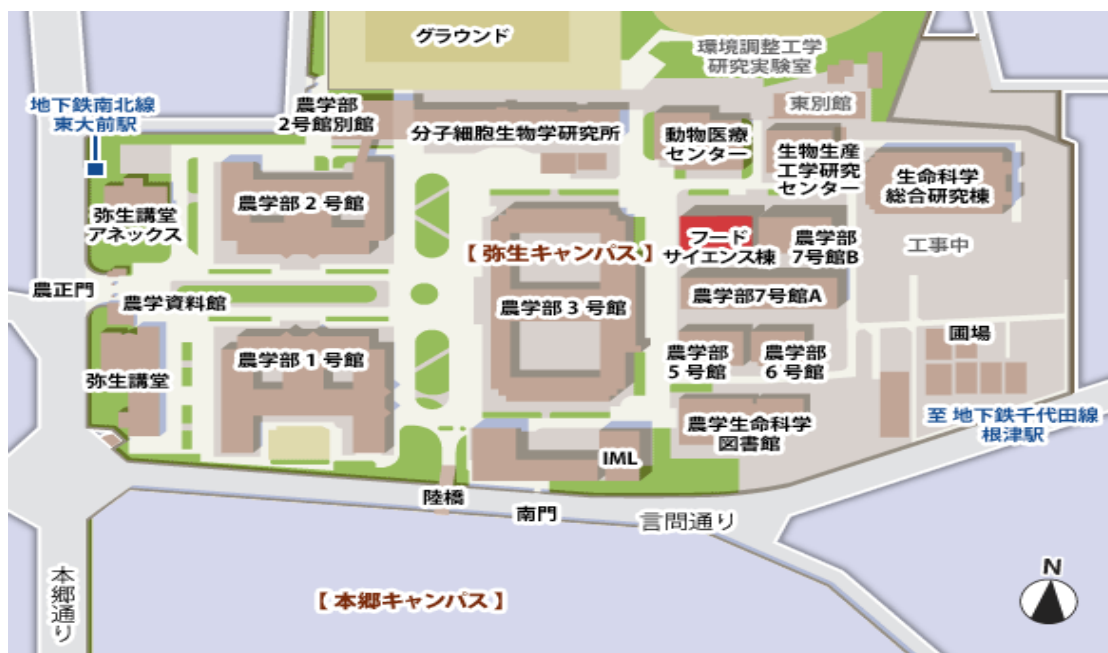 グラウンド
環境調整工学
研究実験室
地下鉄南北線
東大前駅
農学部
2号館別館
分子細胞生物学研究所
動物医療
センター
東別館
生物生産
工学研究
センター
生命科学
総合研究棟
弥生講堂
アネックス
農学部2号館
【弥生キャンパス】
フード
サイエンス棟
農学部
7号館B
工事中
農正門
農学資料館
農学部3号館
農学部7号館A
弥生講堂
農学部1号館
農学部
5号館
農学部
6号館
圃場
農学生命科学
図書館
至 地下鉄千代田線
根津駅
IML
陸橋
南門
言問通り
本郷通り
【本郷キャンパス】
N